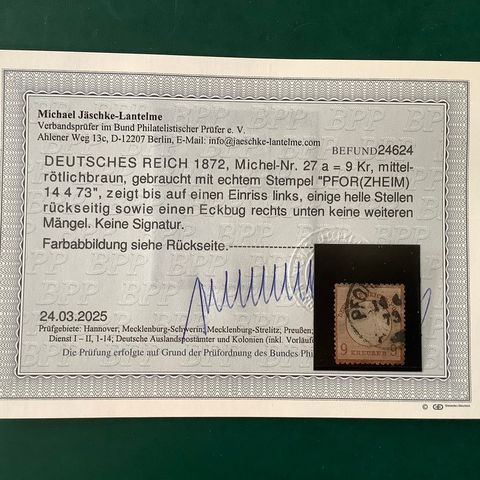 Michael Jäschke-Lantelme
Verbandsprüfer im Bund Philatelistischer Prüfer e. V.
Ahlener Weg 13c, D-12207 Berlin, E-Mail: info@jaeschke-lantelme.com
BEFUND24624
DEUTSCHES REICH 1872, Michel-Nr. 27 a = 9 Kr, mittel-
rötlichbraun, gebraucht mit echtem Stempel "PFOR(ZHEIM)
14 4 73", zeigt bis auf einen Einriss links, einige helle Stellen
rückseitig sowie einen Eckbug rechts unten keine weiteren
Mängel. Keine Signatur.
Farbabbildung siehe Rückseite.
24.03.2025
Prüfgebiete: Hannover, Mecklenburg-Schwerin, Mecklenburg-Strelitz, Preußen;
Dienst I – II, 1-14; Deutsche Auslandspostämter und Kolonien (inkl. Vorläufe
Die Prüfung erfolgte auf Grund der Prüfordnung des Bundes Phil
PFOR
9 KREUZER 9